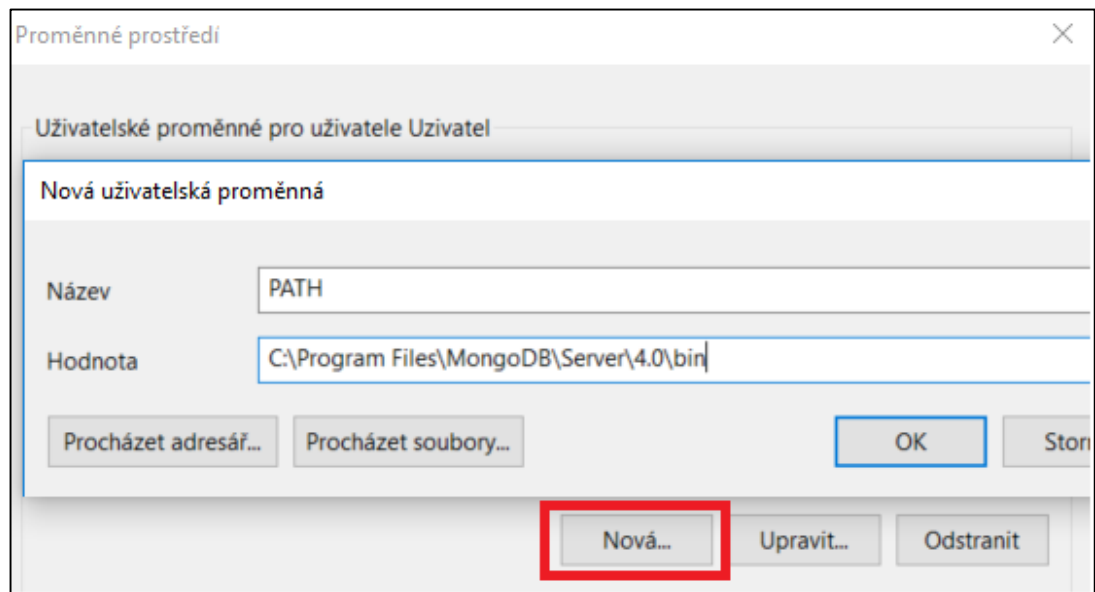 Proměnné prostředí
Uživatelské proměnné pro uživatele Uzivatel
Nová uživatelská proměnná
Název PATH
Hodnota C:\Program Files\MongoDB\Server\4.0\bin
Procházet adresář... Procházet soubory... OK Storn
Nová... Upravit... Odstranit